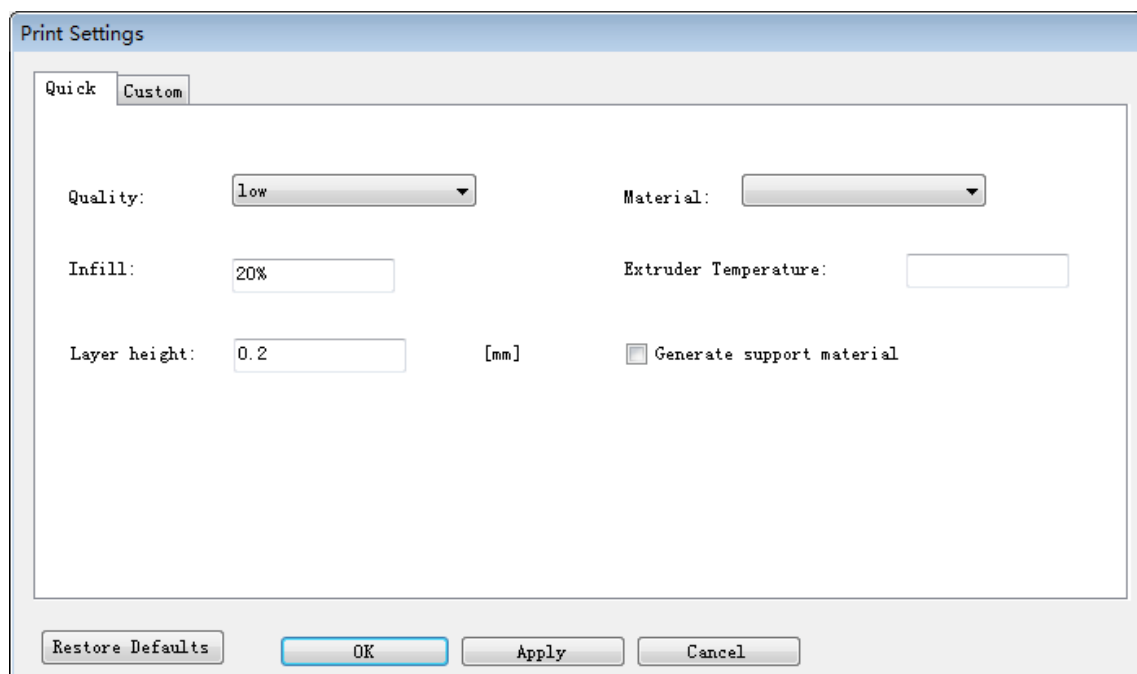 Print Settings
Quick Custom
Quality: low Material:
Infill: 20% Extruder Temperature:
Layer height: 0.2 [mm] Generate support material
Restore Defaults OK Apply Cancel